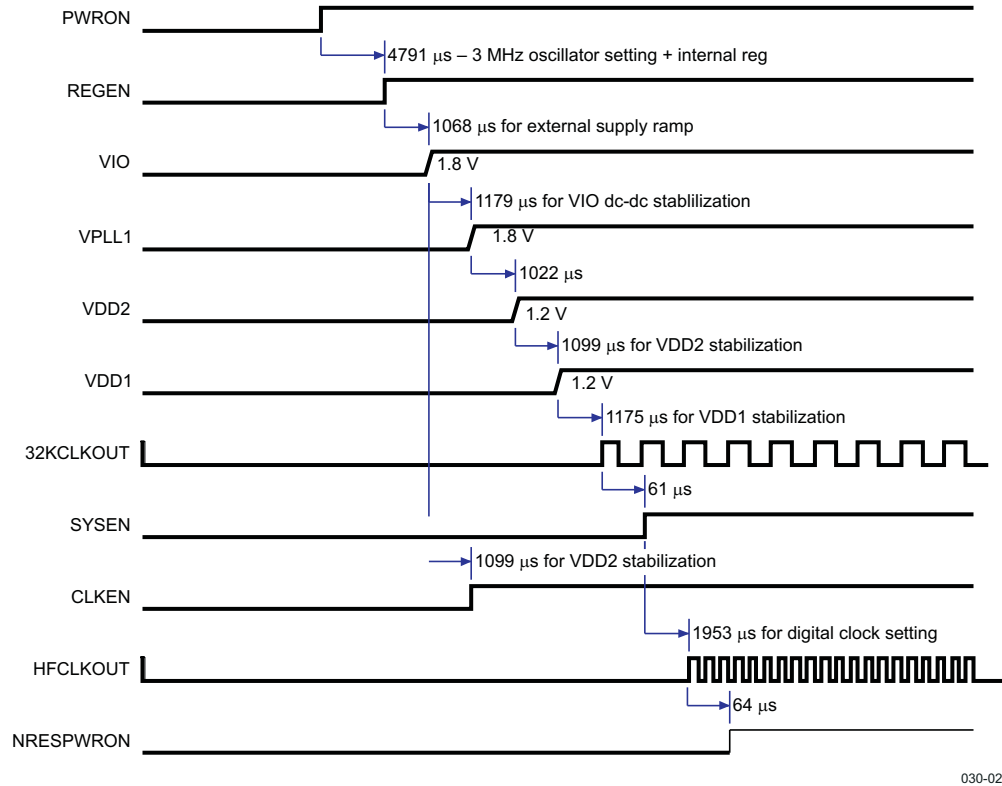 PWRON
4791 μs – 3 MHz oscillator setting + internal reg
REGEN
1068 μs for external supply ramp
VIO
1.8 V
1179 μs for VIO dc-dc stablilization
VPLL1
1.8 V
1022 μs
VDD2
1.2 V
1099 μs for VDD2 stabilization
VDD1
1.2 V
1175 μs for VDD1 stabilization
32KCLKOUT
61 μs
SYSEN
1099 μs for VDD2 stabilization
CLKEN
1953 μs for digital clock setting
HFCLKOUT
64 μs
NRESPWRON
030-02